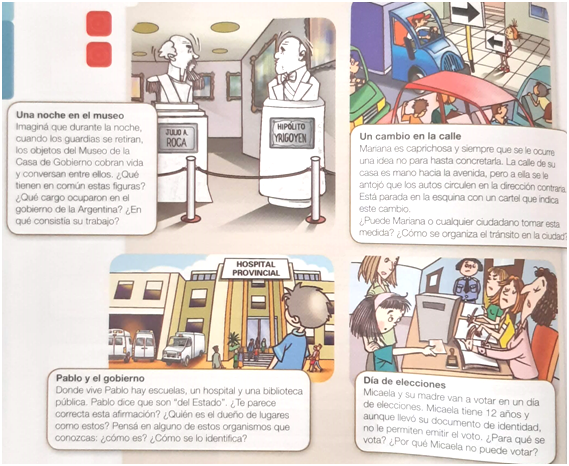 Una noche en el museo
Imaginá que durante la noche,
cuando los guardias se retiran,
los objetos del Museo de la
Casa de Gobierno cobran vida
y conversan entre ellos. ¿Qué
tienen en común estas figuras?
¿Qué cargo ocuparon en el
gobierno de la Argentina? ¿En
qué consistía su trabajo?
JULIO A.
ROCA
HIPÓLITO
YRIGOYEN
Un cambio en la calle
Mariana es caprichosa y siempre que se le ocurre
una idea no para hasta concretarla. La calle de su
casa es mano hacia la avenida, pero a ella se le
antojó que los autos circulen en la dirección contraria.
Está parada en la esquina con un cartel que indica
este cambio.
¿Puede Mariana o cualquier ciudadano tomar esta
medida? ¿Cómo se organiza el tránsito en la ciudad?
HOSPITAL
PROVINCIAL
Pablo y el gobierno
Donde vive Pablo hay escuelas, un hospital y una biblioteca
pública. Pablo dice que son "del Estado". ¿Te parece
correcta esta afirmación? ¿Quién es el dueño de lugares
como estos? Pensá en alguno de estos organismos que
conozcas: ¿cómo es? ¿Cómo se lo identifica?
Día de elecciones
Micaela y su madre van a votar en un día
de elecciones. Micaela tiene 12 años y
aunque llevó su documento de identidad,
no le permiten emitir el voto. ¿Para qué se
vota? ¿Por qué Micaela no puede votar?